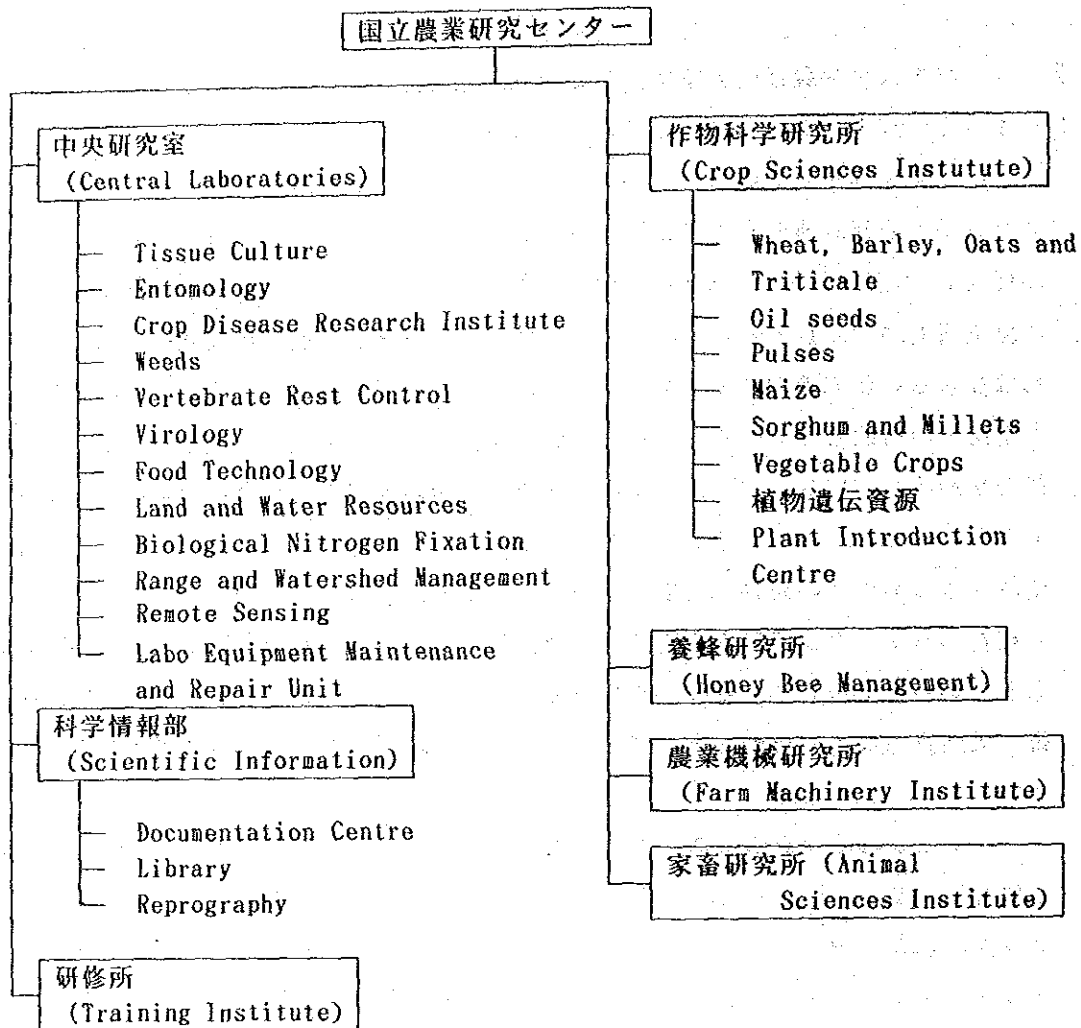 国立農業研究センター
中央研究室
(Central Laboratories)
Tissue Culture
Entomology
Crop Disease Research Institute
Weeds
Vertebrate Rest Control
Virology
Food Technology
Land and Water Resources
Biological Nitrogen Fixation
Range and Watershed Management
Remote Sensing
Labo Equipment Maintenance
and Repair Unit
科学情報部
(Scientific Information)
Documentation Centre
Library
Reprography
研修所
(Training Institute)
作物科学研究所
(Crop Sciences Instutute)
Wheat, Barley, Oats and
Triticale
Oil seeds
Pulses
Maize
Sorghum and Millets
Vegetable Crops
植物遺伝資源
Plant Introduction
Centre
養蜂研究所
(Honey Bee Management)
農業機械研究所
(Farm Machinery Institute)
家畜研究所 (Animal
Sciences Institute)